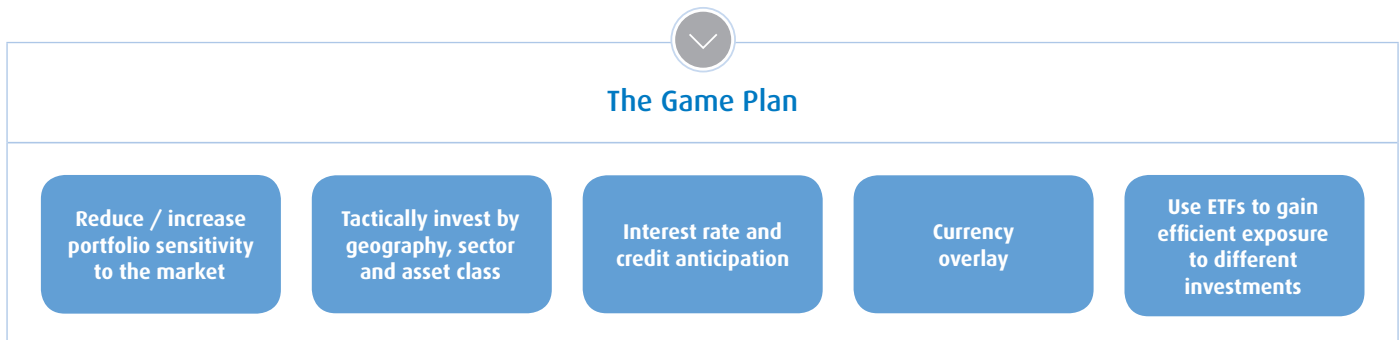 The Game Plan
Reduce / increase
portfolio sensitivity
to the market
Tactically invest by
geography, sector
and asset class
Interest rate and
credit anticipation
Currency
overlay
Use ETFs to gain
efficient exposure
to different
investments